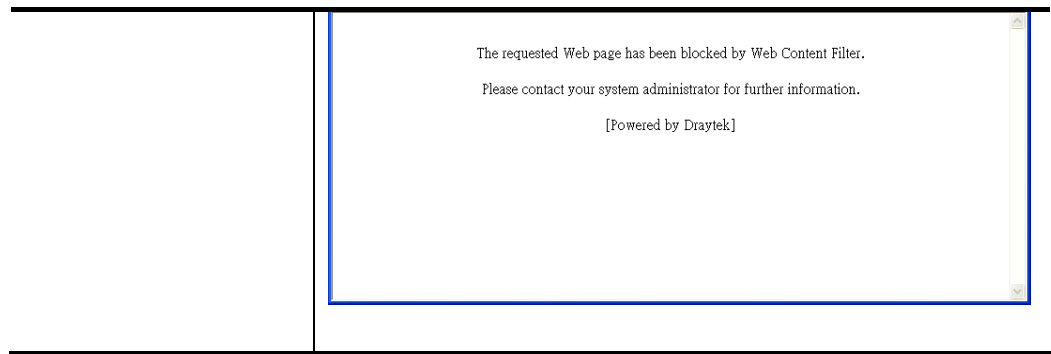 The requested Web page has been blocked by Web Content Filter.
Please contact your system administrator for further information.
[Powered by Draytek]